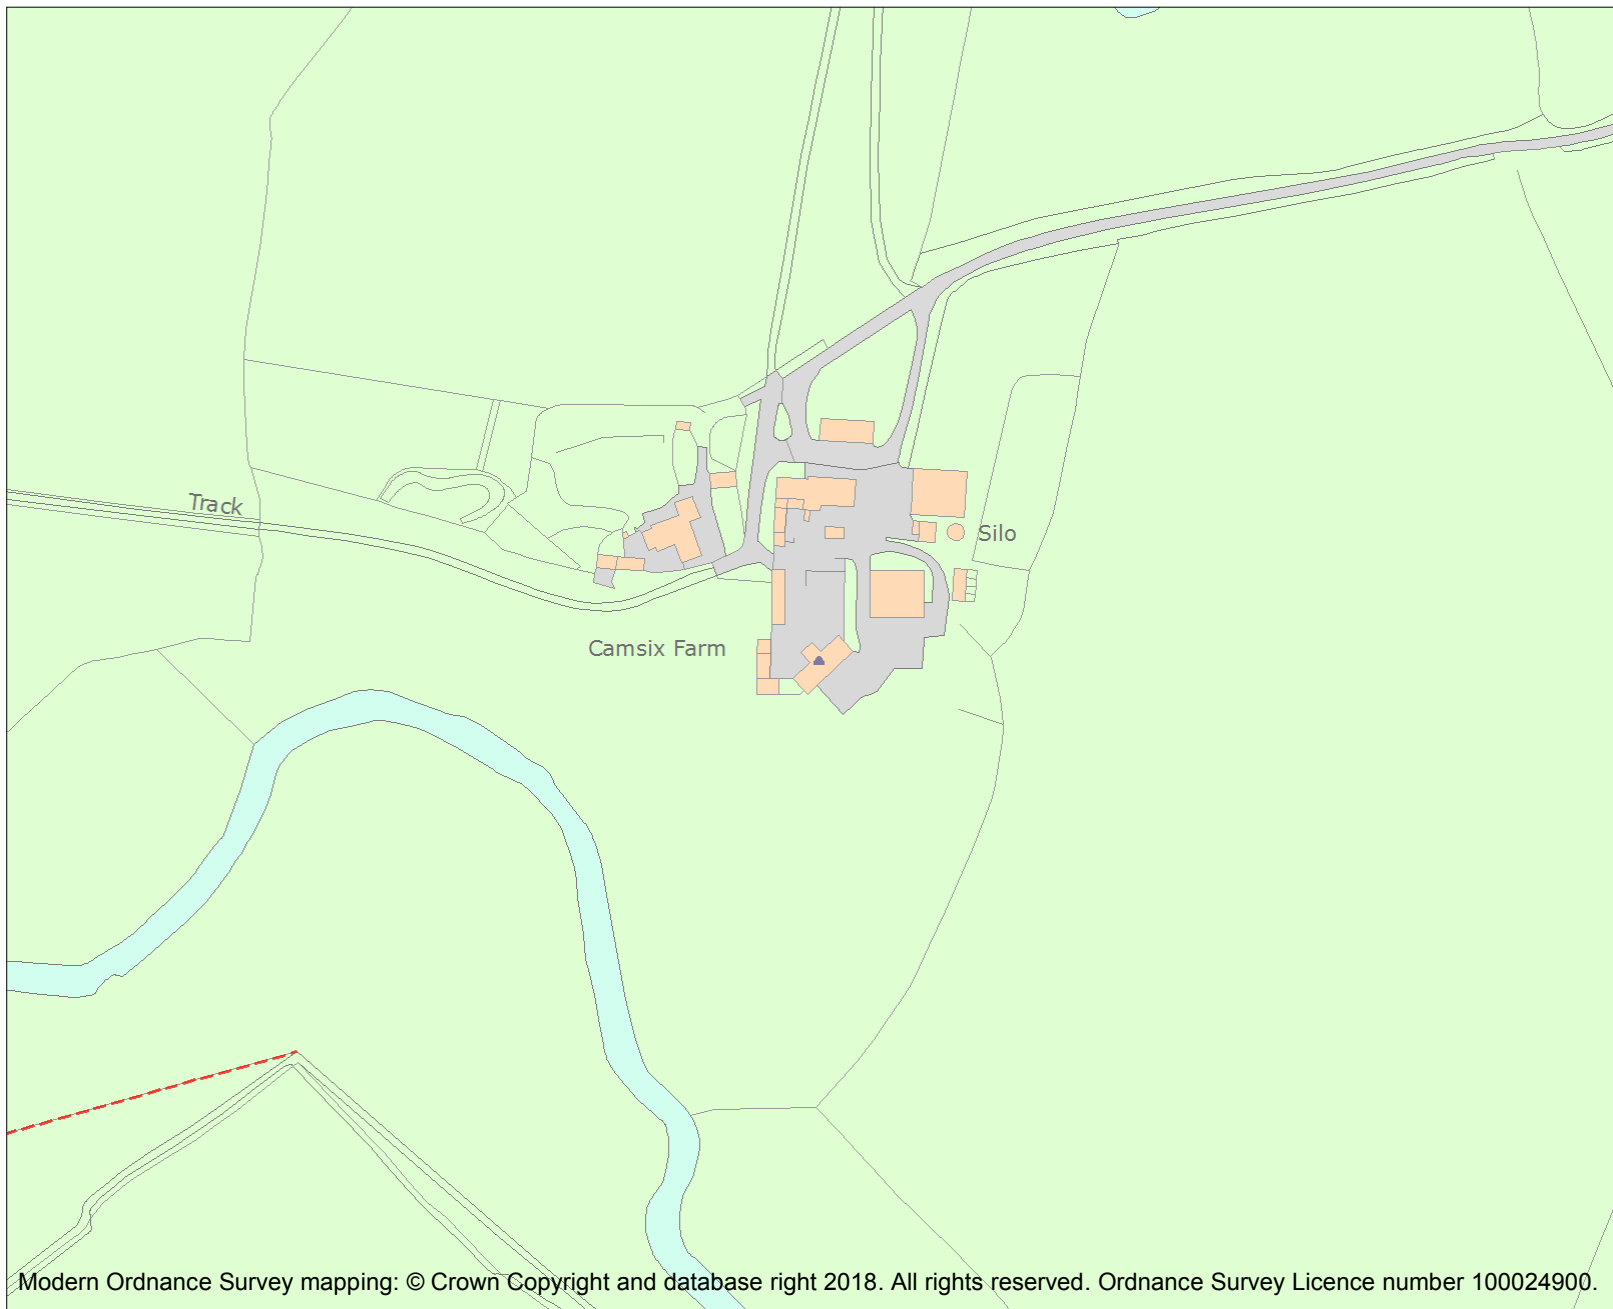 Track
Silo
Camsix Farm
Modern Ordnance Survey mapping: © Crown Copyright and database right 2018. All rights reserved. Ordnance Survey Licence number 100024900.